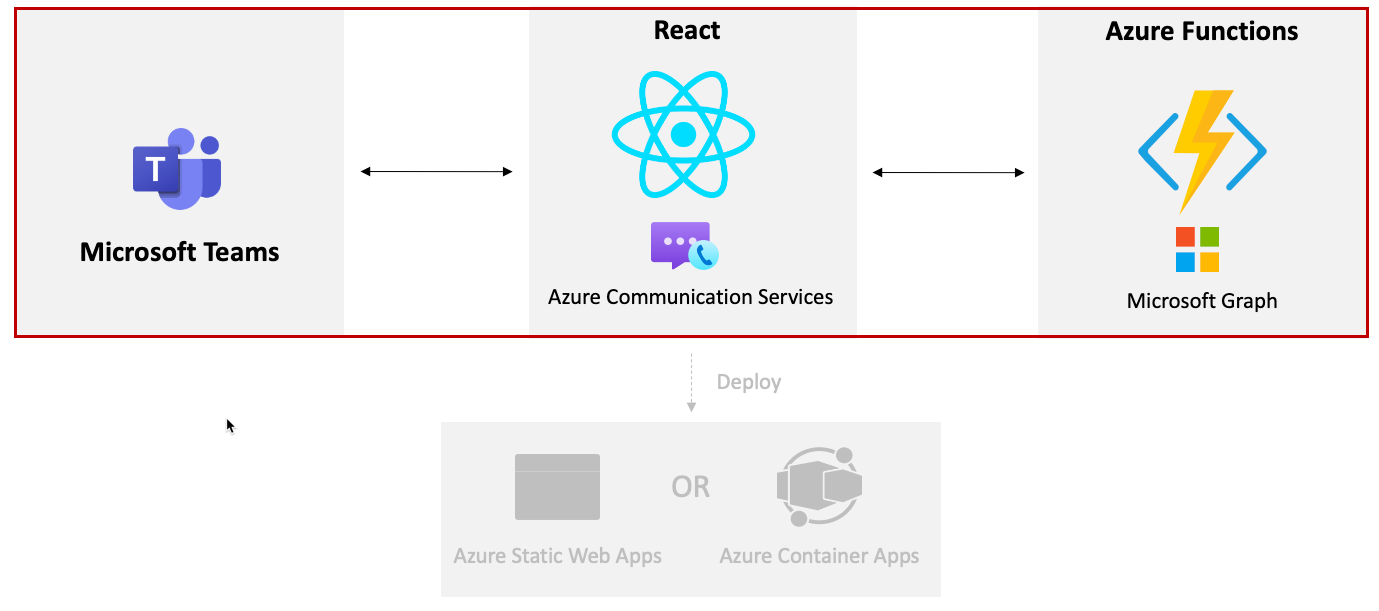 React
Azure Functions
T
Microsoft Teams
Azure Communication Services
Microsoft Graph
Deploy
OR
Azure Static Web Apps
Azure Container Apps